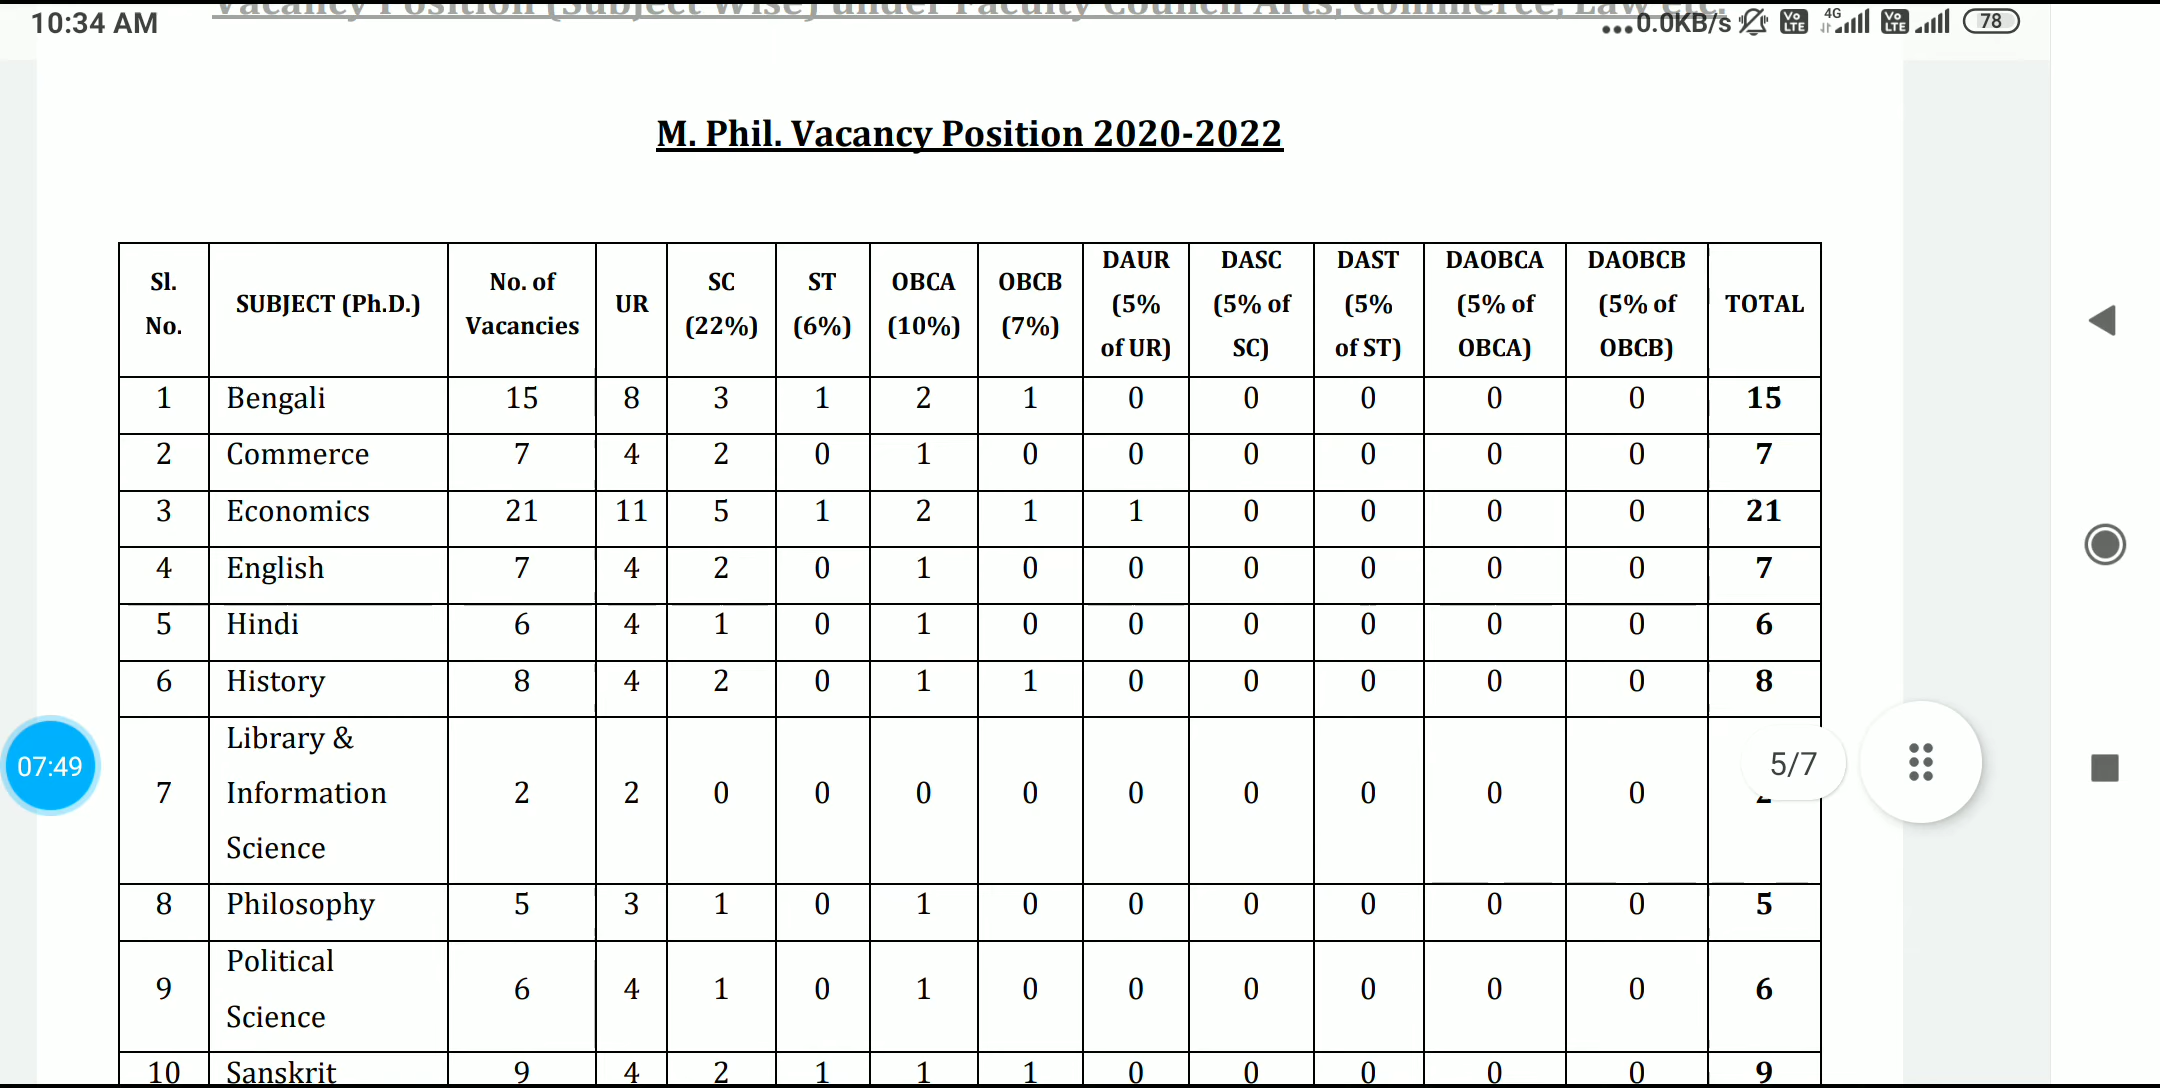 Vacancy Position (Subject Wise) under Faculty Council Arts, Commerce, Law etc.
10:34 AM
...0.0KB/s Vo LTE 4G Vo LTE 78
M. Phil. Vacancy Position 2020-2022
Sl. No. SUBJECT (Ph.D.) No. of Vacancies UR SC (22%) ST (6%) OBCA (10%) OBCB (7%) DAUR (5% of UR) DASC (5% of SC) DAST (5% of ST) DAOBCA (5% of OBCA) DAOBCB (5% of OBCB) TOTAL
1 Bengali 15 8 3 1 2 1 0 0 0 0 0 15
2 Commerce 7 4 2 0 1 0 0 0 0 0 0 7
3 Economics 21 11 5 1 2 1 1 0 0 0 0 21
4 English 7 4 2 0 1 0 0 0 0 0 0 7
5 Hindi 6 4 1 0 1 0 0 0 0 0 0 6
6 History 8 4 2 0 1 1 0 0 0 0 0 8
7 Library & Information Science 2 2 0 0 0 0 0 0 0 0 0
07:49
5/7
8 Philosophy 5 3 1 0 1 0 0 0 0 0 0 5
9 Political Science 6 4 1 0 1 0 0 0 0 0 0 6
10 Sanskrit 9 4 2 1 1 1 0 0 0 0 0 9